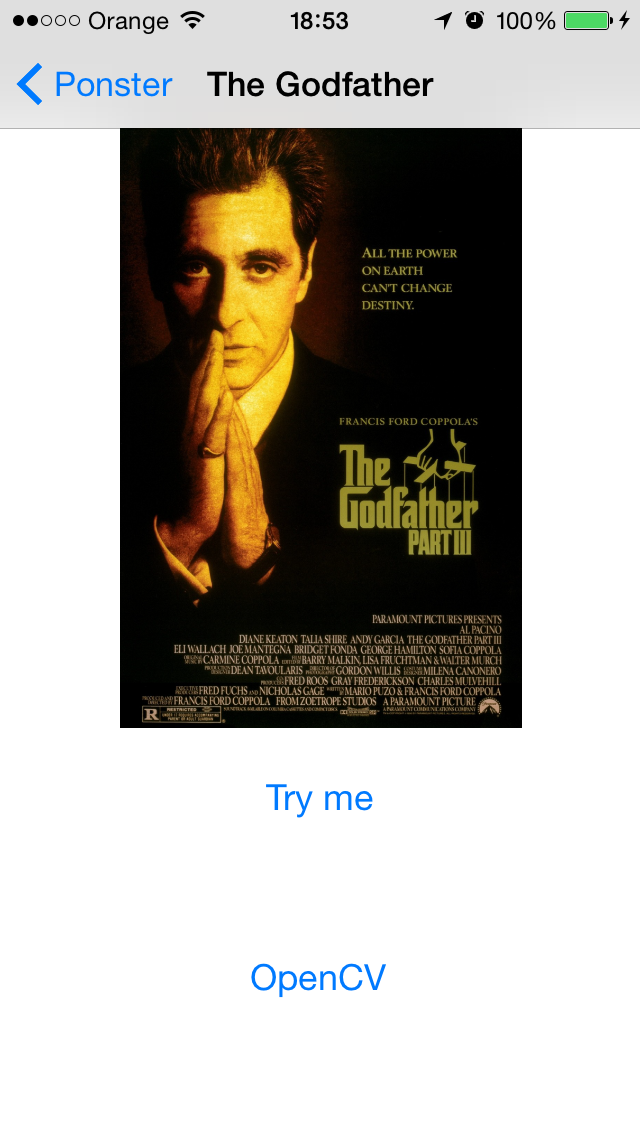 Orange 18:53 100%
Ponster The Godfather
ALL THE POWER
ON EARTH
CAN'T CHANGE
DESTINY.
FRANCIS FORD COPPOLA'S
The
Godfather
PART III
PARAMOUNT PICTURES PRESENTS
AL PACINO
DIANE KEATON TALIA SHIRE ANDY GARCIA THE GODFATHER PART III
ELI WALLACH JOE MANTEGNA BRIDGET FONDA GEORGE HAMILTON SOFIA COPPOLA
CARMINE COPPOLA BARRY MALKIN, LISA FRUCHTMAN & WALTER MURCH
DEAN TAVOULARIS GORDON WILLIS MILENA CANONERO
FRED ROOS GRAY FREDERICKSON CHARLES MULVEHILL
FRED FUCHS AND NICHOLAS GAGE MARIO PUZO & FRANCIS FORD COPPOLA
FRANCIS FORD COPPOLA FROM ZOETROPE STUDIOS A PARAMOUNT PICTURE
R RESTRICTED
Try me
OpenCV